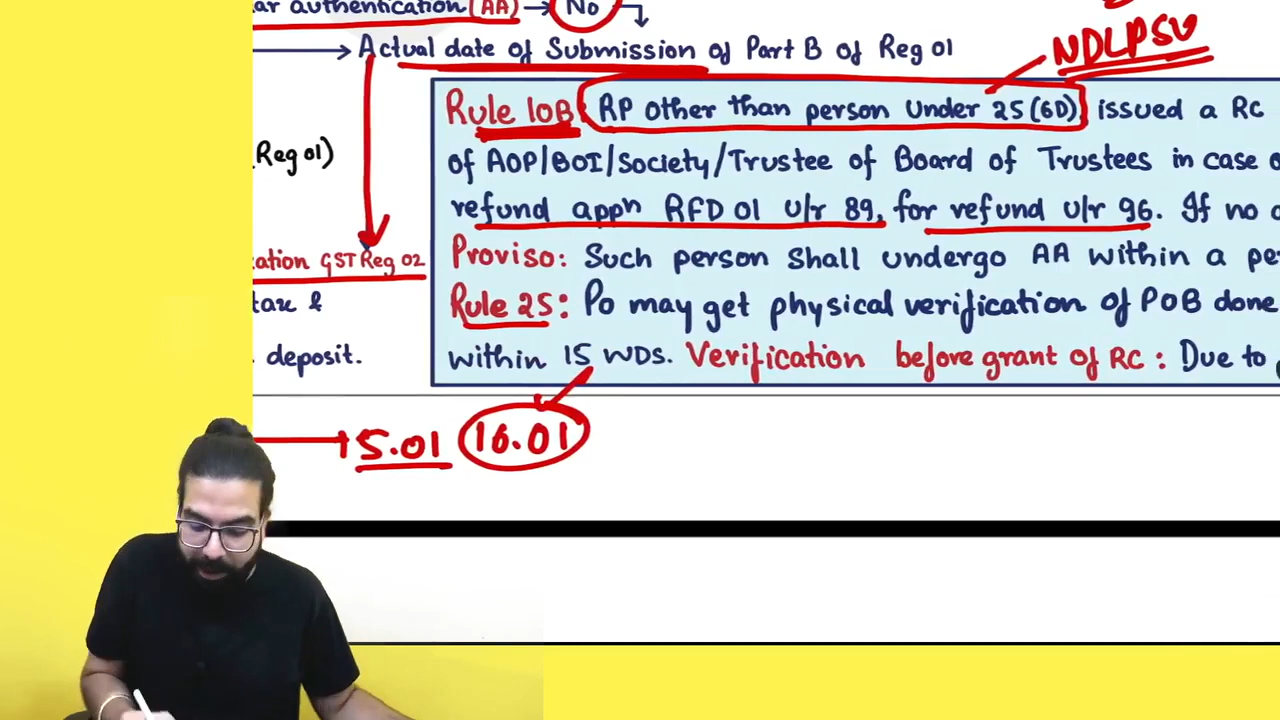 ar authentication (AA) → No
Actual date of Submission of Part B of Reg 01
NDLPSU
Rule 10B: RP other than person under 25(6D) issued a RC
Reg 01)
of AOP/BOI/Society/Trustee of Board of Trustees in case o
refund appn RFD 01 u/r 89, for refund u/r 96. If no a
cation GST Reg 02
Proviso: Such person shall undergo AA within a pe
tax &
Rule 25: PO may get physical verification of POB done
deposit.
within 15 WDs. Verification before grant of RC: Due to
5.01 16.01